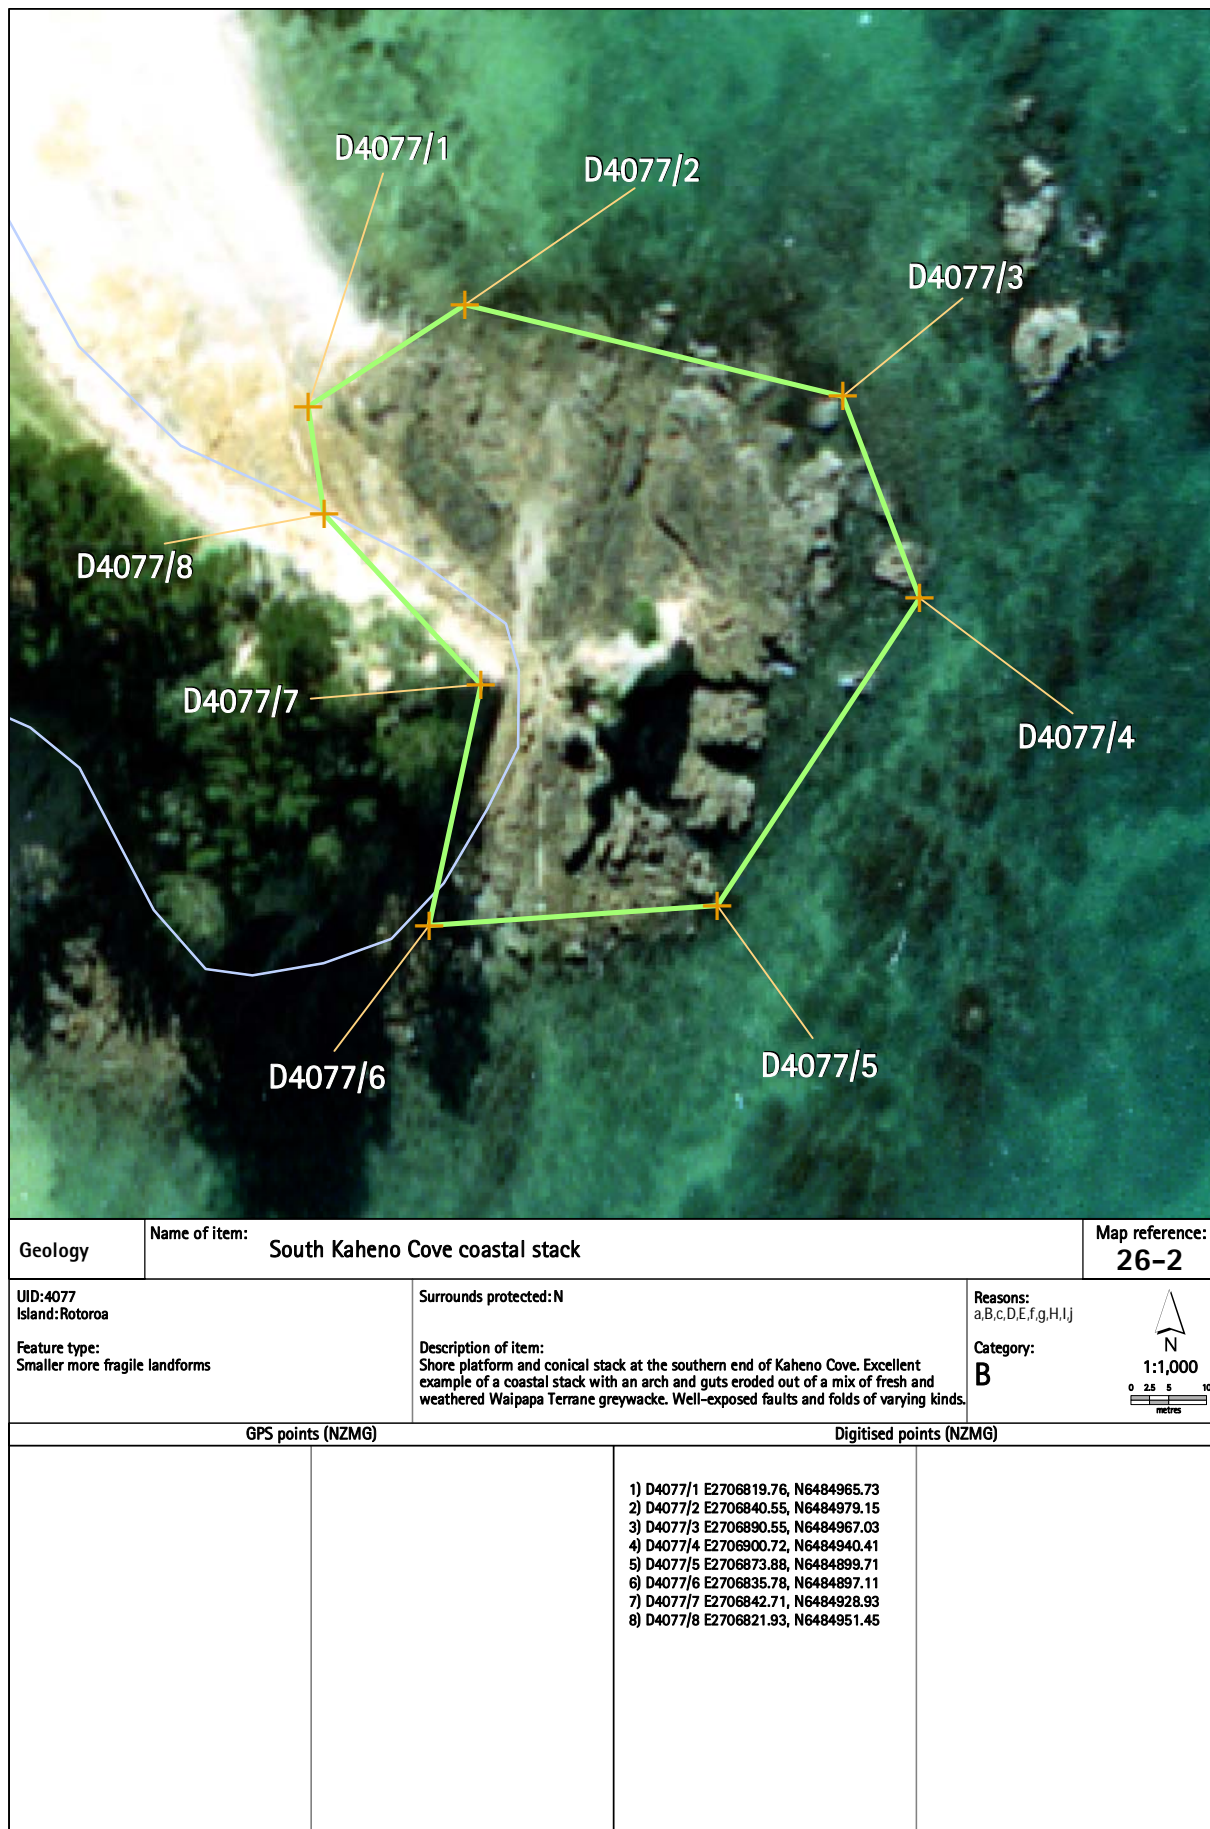 D4077/1
D4077/2
D4077/3
D4077/8
D4077/7
D4077/4
D4077/6
D4077/5
Geology
Name of item:
South Kaheno Cove coastal stack
Map reference:
26-2
UID:4077
Island:Rotoroa
Feature type:
Smaller more fragile landforms
Surrounds protected:N
Description of item:
Shore platform and conical stack at the southern end of Kaheno Cove. Excellent
example of a coastal stack with an arch and guts eroded out of a mix of fresh and
weathered Waipapa Terrane greywacke. Well-exposed faults and folds of varying kinds.
Reasons:
a,B,c,D,E,f,g,H,I,j
Category:
B
N
1:1,000
0 2.5 5 10
metres
GPS points (NZMG)
Digitised points (NZMG)
1) D4077/1 E2706819.76, N6484965.73
2) D4077/2 E2706840.55, N6484979.15
3) D4077/3 E2706890.55, N6484967.03
4) D4077/4 E2706900.72, N6484940.41
5) D4077/5 E2706873.88, N6484899.71
6) D4077/6 E2706835.78, N6484897.11
7) D4077/7 E2706842.71, N6484928.93
8) D4077/8 E2706821.93, N6484951.45